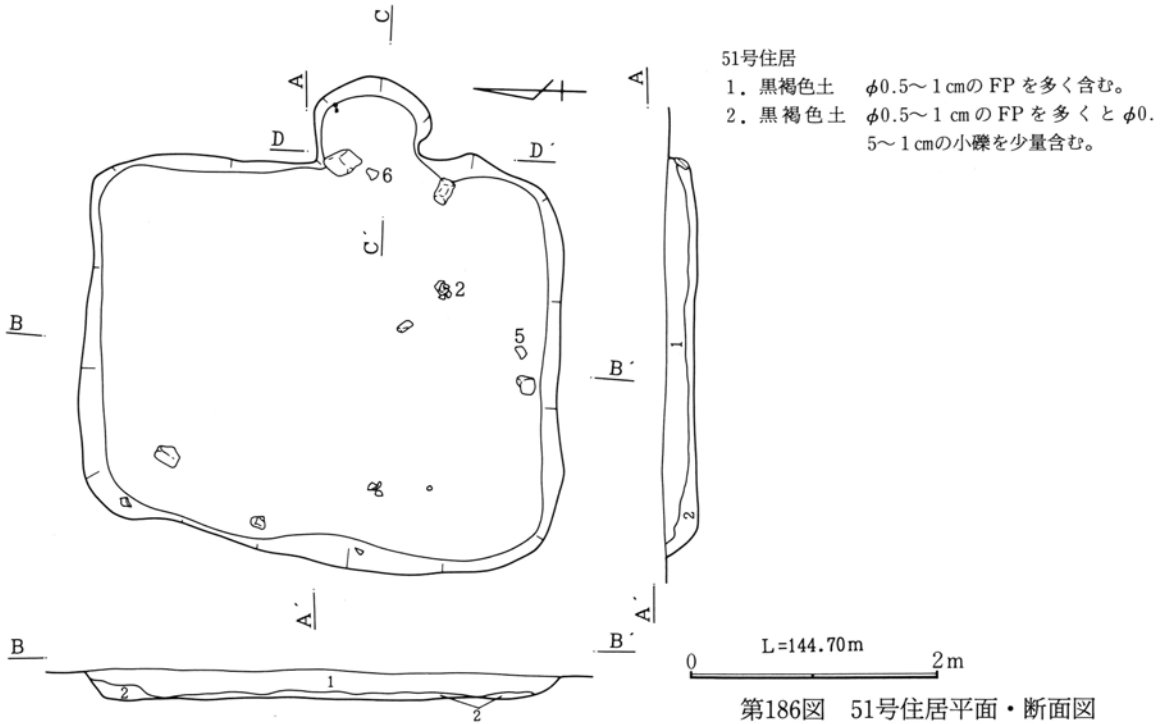 C
A
D
D´
6
C´
2
B
5
B´
A´
A
1
2
A´
B
B´
1
2
2
51号住居
1．黒褐色土　φ0.5～1㎝のFPを多く含む。
2．黒褐色土　φ0.5～1㎝のFPを多くとφ0.
5～1㎝の小礫を少量含む。
L=144.70m
0　2m
第186図　51号住居平面・断面図